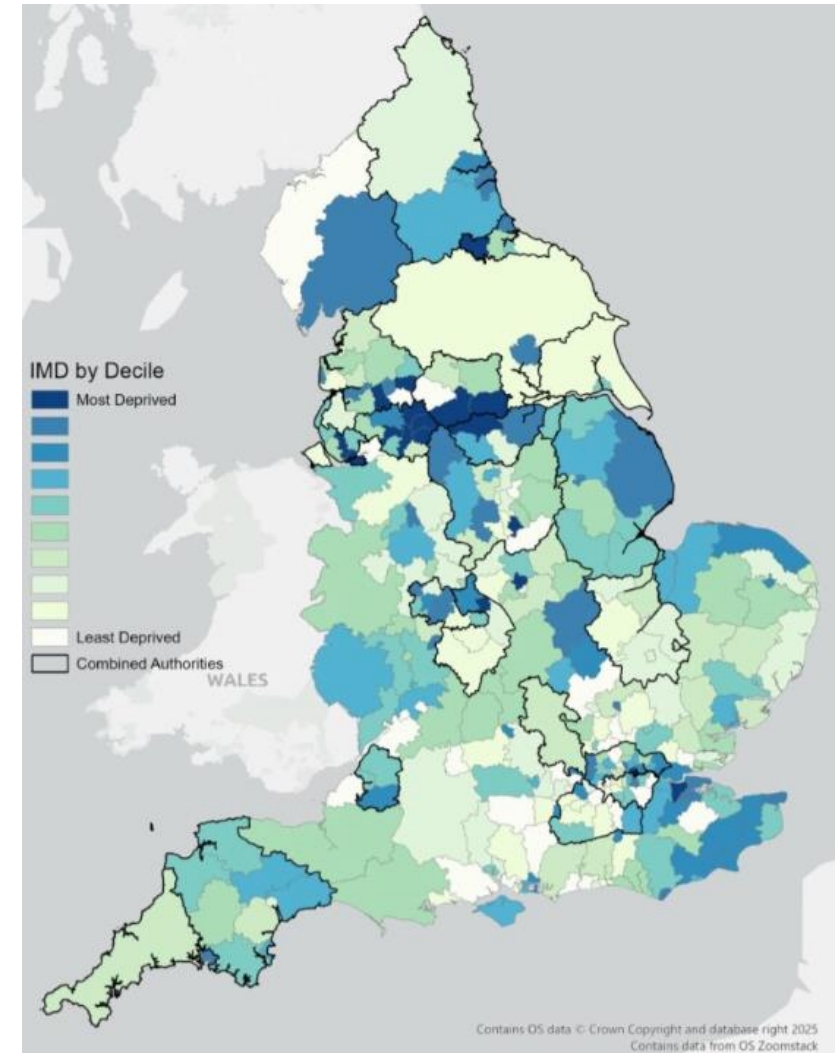 IMD by Decile
Most Deprived
Least Deprived
Combined Authorities
WALES
Contains OS data © Crown Copyright and database right 2025
Contains data from OS Zoomstack